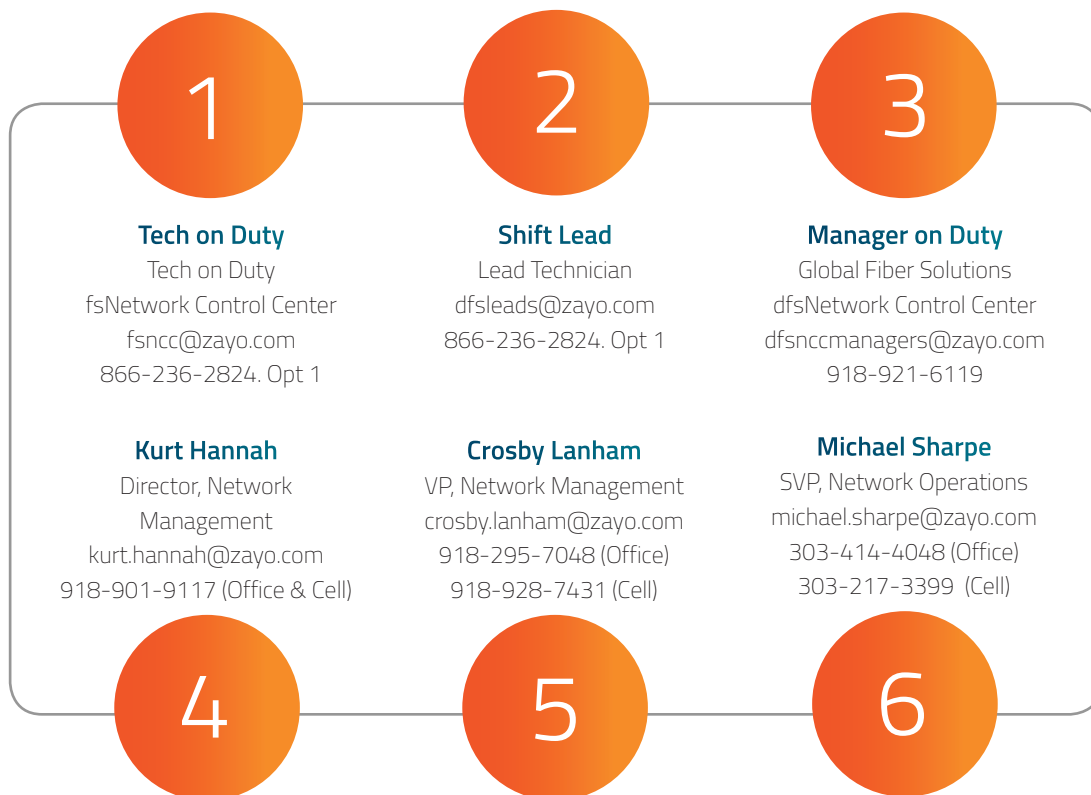 1
2
3
Tech on Duty
Tech on Duty
fsNetwork Control Center
fsncc@zayo.com
866-236-2824. Opt 1
Shift Lead
Lead Technician
dfsleads@zayo.com
866-236-2824. Opt 1
Manager on Duty
Global Fiber Solutions
dfsNetwork Control Center
dfsnccmanagers@zayo.com
918-921-6119
Kurt Hannah
Director, Network
Management
kurt.hannah@zayo.com
918-901-9117 (Office & Cell)
Crosby Lanham
VP, Network Management
crosby.lanham@zayo.com
918-295-7048 (Office)
918-928-7431 (Cell)
Michael Sharpe
SVP, Network Operations
michael.sharpe@zayo.com
303-414-4048 (Office)
303-217-3399  (Cell)
4
5
6